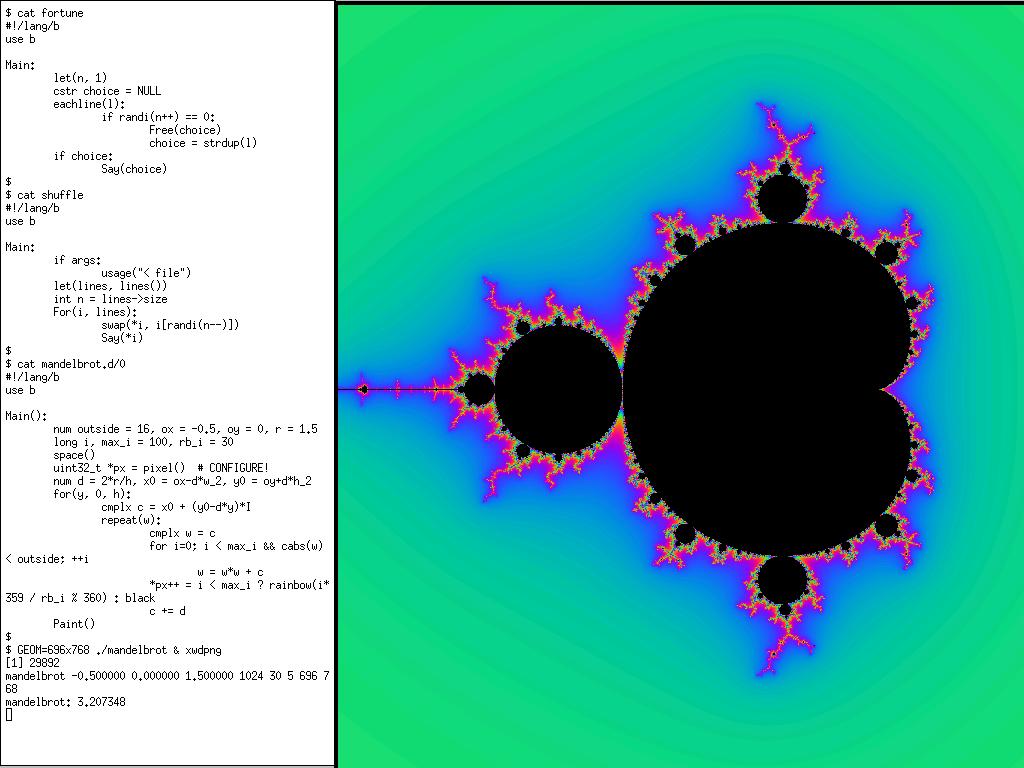 $ cat fortune
#!/lang/b
use b
Main:
let(n, 1)
cstr choice = NULL
eachline(l):
if randi(n++) == 0:
Free(choice)
choice = strdup(l)
if choice:
Say(choice)
$
$ cat shuffle
#!/lang/b
use b
Main:
if args:
usage("< file")
let(lines, lines())
int n = lines->size
For(i, lines):
swap(*i, i[randi(n--)])
Say(*i)
$
$ cat mandelbrot.d/0
#!/lang/b
use b
Main():
num outside = 16, ox = -0.5, oy = 0, r = 1.5
long i, max_i = 100, rb_i = 30
space()
uint32_t *px = pixel()  # CONFIGURE!
num d = 2*r/h, x0 = ox-d*w_2, y0 = oy+d*h_2
for(y, 0, h):
cmplx c = x0 + (y0-d*y)*I
repeat(w):
cmplx w = c
for i=0; i < max_i && cabs(w)
< outside; ++i
w = w*w + c
*px++ = i < max_i ? rainbow(i*
359 / rb_i % 360) : black
c += d
Paint()
$
$ GEOM=696x768 ./mandelbrot & xwdpng
[1] 29892
mandelbrot -0.500000 0.000000 1.500000 1024 30 5 696 7
68
mandelbrot: 3.207348